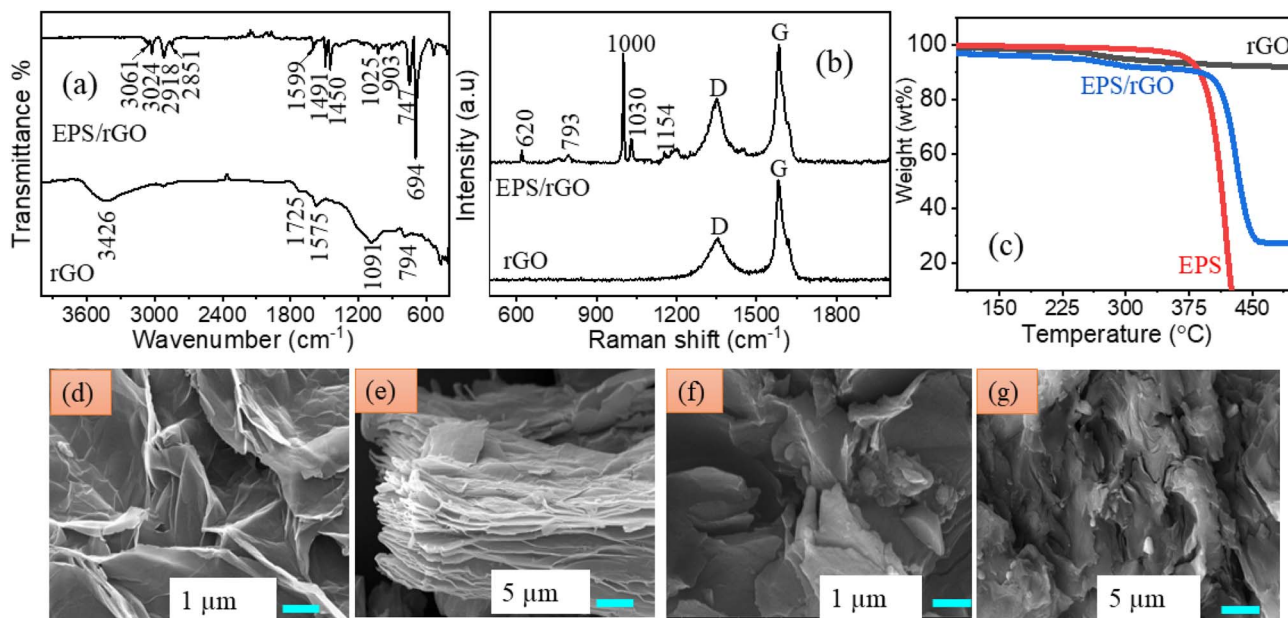 Transmittance %
(a)
3061
3024
2918
2851
1599
1491
1450
1025
903
747
694
EPS/rGO
3426
1725
1575
1091
794
rGO
3600 3000 2400 1800 1200 600
Wavenumber (cm-1)
Intensity (a.u)
(b)
1000
G
D
620
793
1030
1154
EPS/rGO
G
D
rGO
600 900 1200 1500 1800
Raman shift (cm-1)
Weight (wt%)
100
80
60
40
20
rGO
EPS/rGO
(c)
EPS
150 225 300 375 450
Temperature (°C)
(d)
1 µm
(e)
5 µm
(f)
1 µm
(g)
5 µm